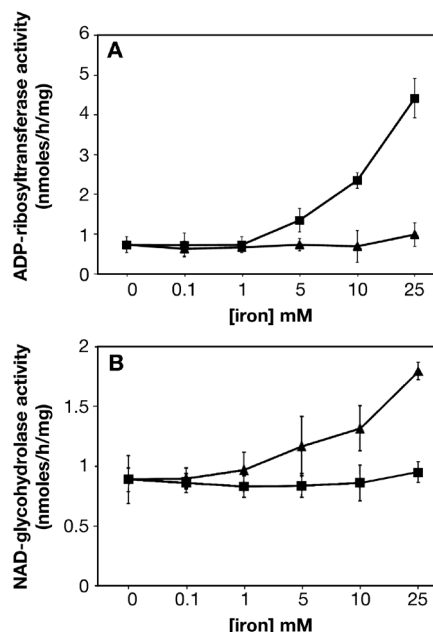 A
ADP-ribosyltransferase activity
(nmoles/h/mg)
6
5
4
3
2
1
0
0 0.1 1 5 10 25
[iron] mM
B
NAD-glycohydrolase activity
(nmoles/h/mg)
2
1.5
1
0.5
0
0 0.1 1 5 10 25
[iron] mM